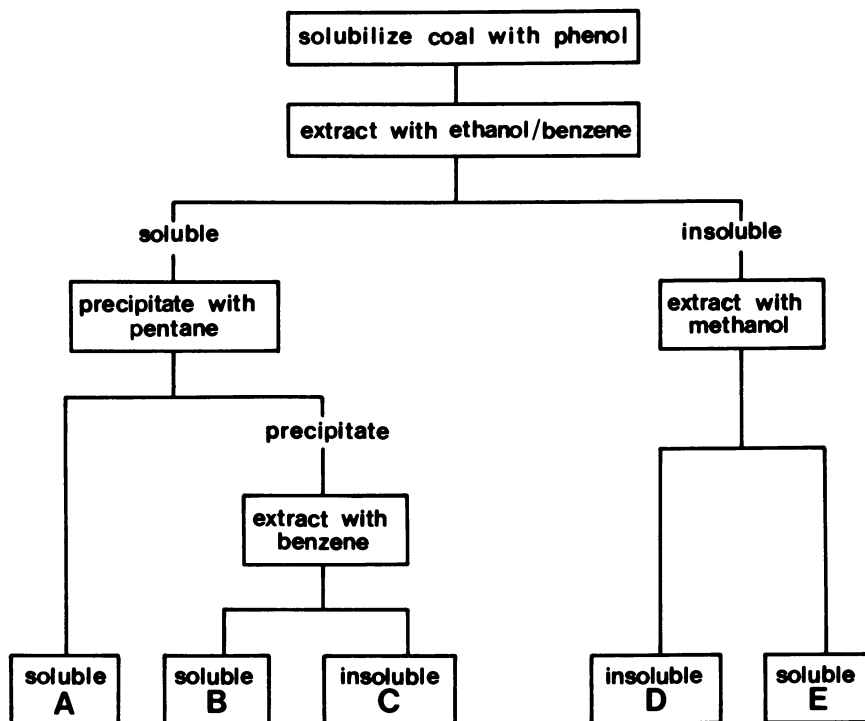 solubilize coal with phenol
extract with ethanol/benzene
soluble
insoluble
precipitate with
pentane
extract with
methanol
precipitate
extract with
benzene
soluble
A
soluble
B
insoluble
C
insoluble
D
soluble
E